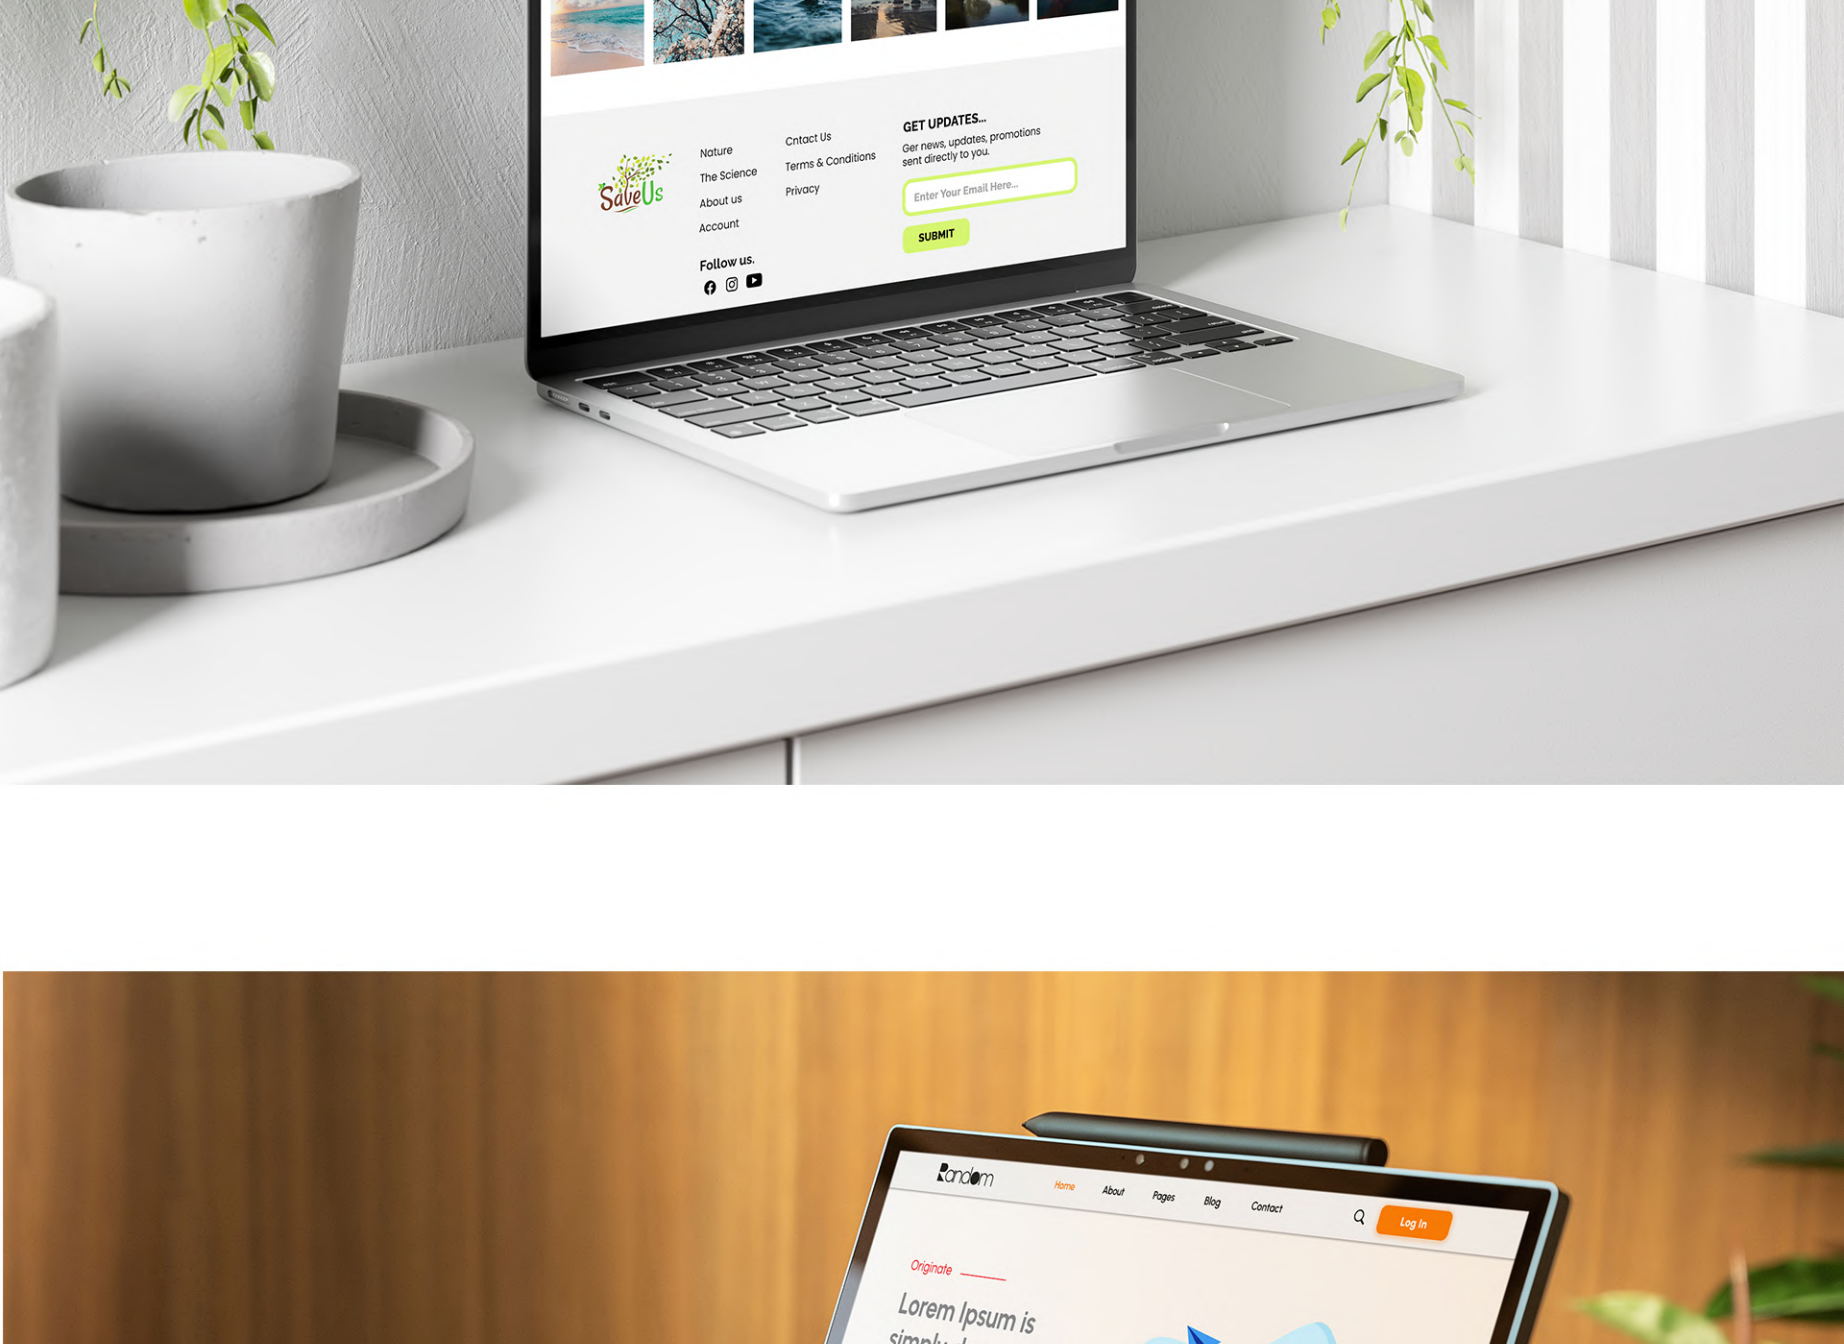 SaveUs
Nature
The Science
About us
Account
Follow us.
Cntact Us
Terms & Conditions
Privacy
GET UPDATES...
Ger news, updates, promotions
sent directly to you.
Enter Your Email Here...
SUBMIT
Random
Home About Pages Blog Contact Log In
Originate
Lorem Ipsum is
simply